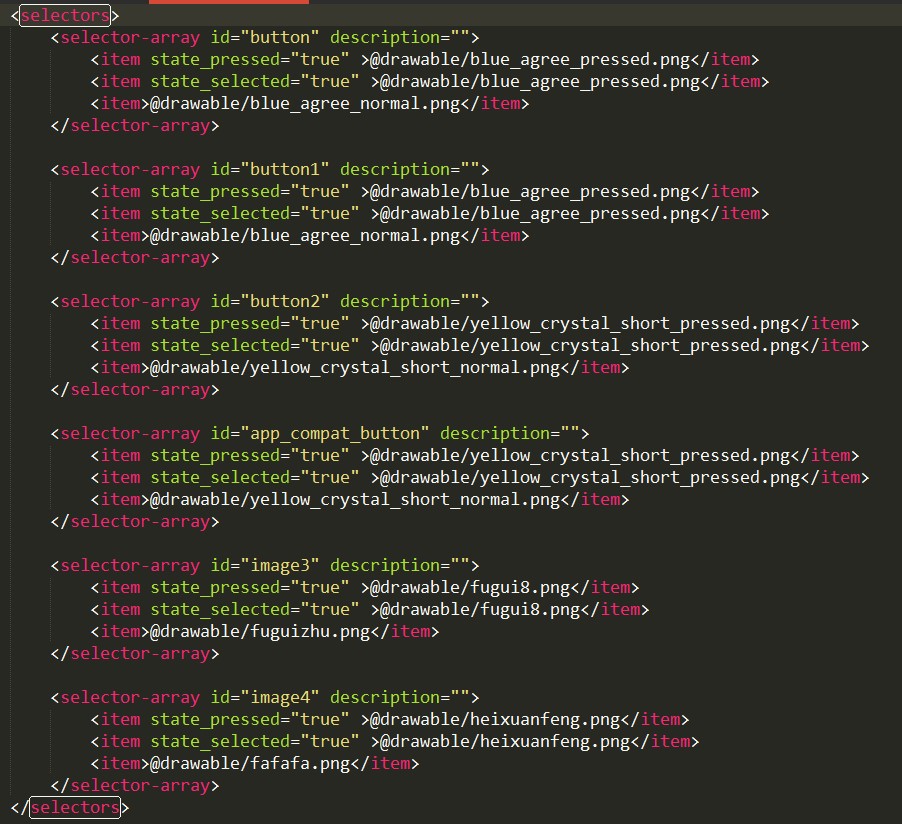 <selectors>
    <selector-array id="button" description="">
        <item state_pressed="true" >@drawable/blue_agree_pressed.png</item>
        <item state_selected="true" >@drawable/blue_agree_pressed.png</item>
        <item>@drawable/blue_agree_normal.png</item>
    </selector-array>

    <selector-array id="button1" description="">
        <item state_pressed="true" >@drawable/blue_agree_pressed.png</item>
        <item state_selected="true" >@drawable/blue_agree_pressed.png</item>
        <item>@drawable/blue_agree_normal.png</item>
    </selector-array>

    <selector-array id="button2" description="">
        <item state_pressed="true" >@drawable/yellow_crystal_short_pressed.png</item>
        <item state_selected="true" >@drawable/yellow_crystal_short_pressed.png</item>
        <item>@drawable/yellow_crystal_short_normal.png</item>
    </selector-array>

    <selector-array id="app_compat_button" description="">
        <item state_pressed="true" >@drawable/yellow_crystal_short_pressed.png</item>
        <item state_selected="true" >@drawable/yellow_crystal_short_pressed.png</item>
        <item>@drawable/yellow_crystal_short_normal.png</item>
    </selector-array>

    <selector-array id="image3" description="">
        <item state_pressed="true" >@drawable/fugui8.png</item>
        <item state_selected="true" >@drawable/fugui8.png</item>
        <item>@drawable/fuguizhu.png</item>
    </selector-array>

    <selector-array id="image4" description="">
        <item state_pressed="true" >@drawable/heixuanfeng.png</item>
        <item state_selected="true" >@drawable/heixuanfeng.png</item>
        <item>@drawable/fafafa.png</item>
    </selector-array>
</selectors>